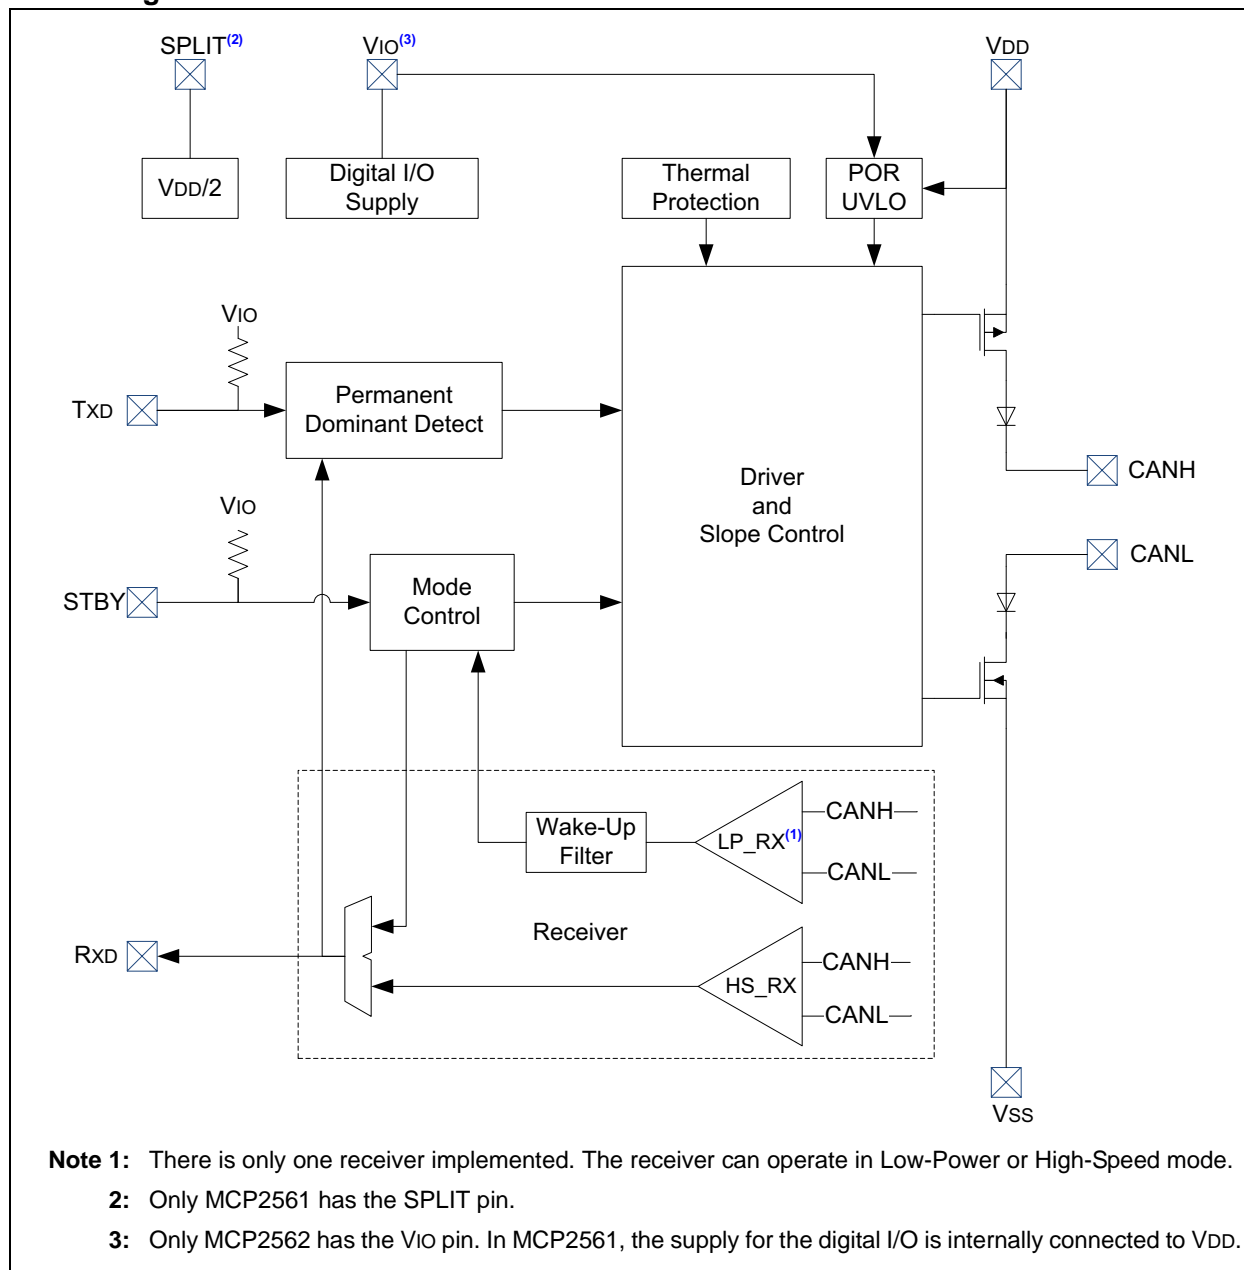 SPLIT(2)
VIO(3)
VDD
VDD/2
Digital I/O
Supply
Thermal
Protection
POR
UVLO
VIO
TXD
Permanent
Dominant Detect
CANH
Driver
and
Slope Control
VIO
CANL
STBY
Mode
Control
Wake-Up
Filter
LP_RX(1)
CANH
CANL
Receiver
RXD
HS_RX
CANH
CANL
VSS
Note 1: There is only one receiver implemented. The receiver can operate in Low-Power or High-Speed mode.
2: Only MCP2561 has the SPLIT pin.
3: Only MCP2562 has the VIO pin. In MCP2561, the supply for the digital I/O is internally connected to VDD.